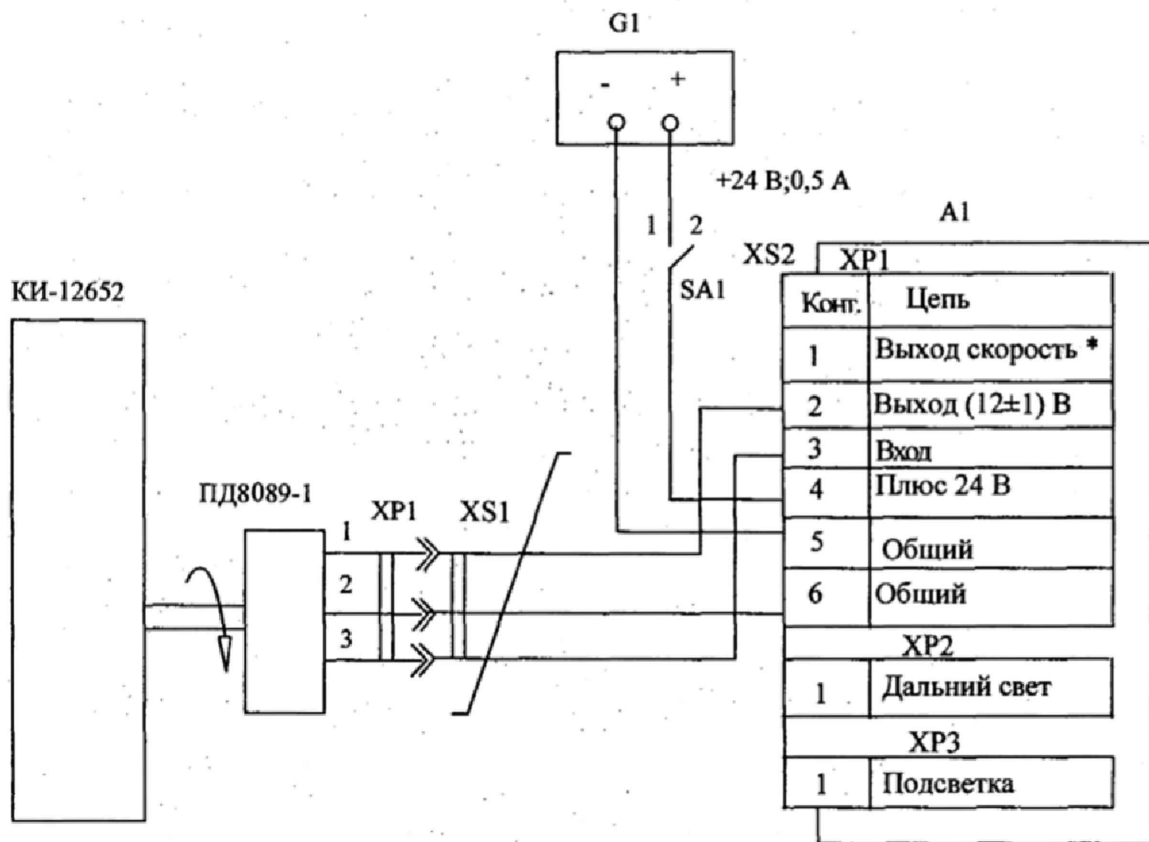 G1
- +
+24 В;0,5 А
A1
1 2
XS2 XP1
SA1
КИ-12652
Конт. Цепь
1 Выход скорость *
2 Выход (12±1) В
3 Вход
4 Плюс 24 В
5 Общий
6 Общий
ПД8089-1
XP1 XS1
1
2
3
XP2
1 Дальний свет
XP3
1 Подсветка